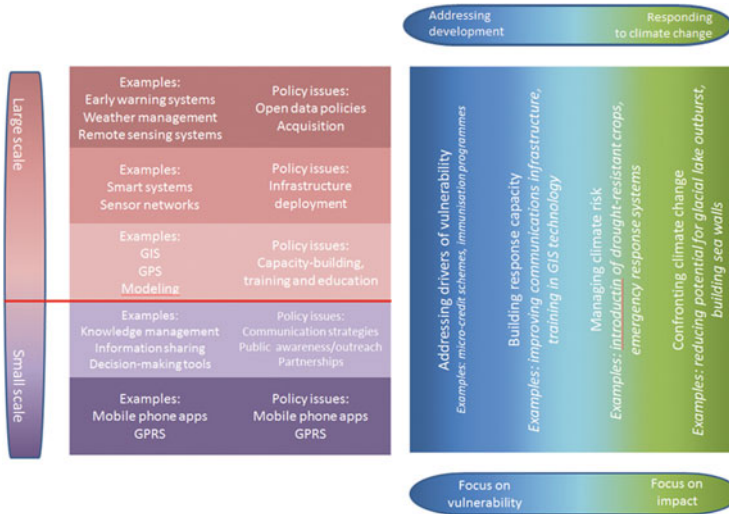 Addressing
development
Responding
to climate change
Large scale
Small scale
Examples:
Early warning systems
Weather management
Remote sensing systems
Policy issues:
Open data policies
Acquisition
Examples:
Smart systems
Sensor networks
Policy issues:
Infrastructure
deployment
Examples:
GIS
GPS
Modeling
Policy issues:
Capacity-building,
training and education
Examples:
Knowledge management
Information sharing
Decision-making tools
Policy issues:
Communication strategies
Public awareness/outreach
Partnerships
Examples:
Mobile phone apps
GPRS
Policy issues:
Mobile phone apps
GPRS
Addressing drivers of vulnerability
Examples: micro-credit schemes, immunisation programmes
Building response capacity
Examples: improving communications infrastructure,
training in GIS technology
Managing climate risk
Examples: introductin of drought-resistant crops,
emergency response systems
Confronting climate change
Examples: reducing potential for glacial lake outburst,
building sea walls
Focus on
vulnerability
Focus on
impact